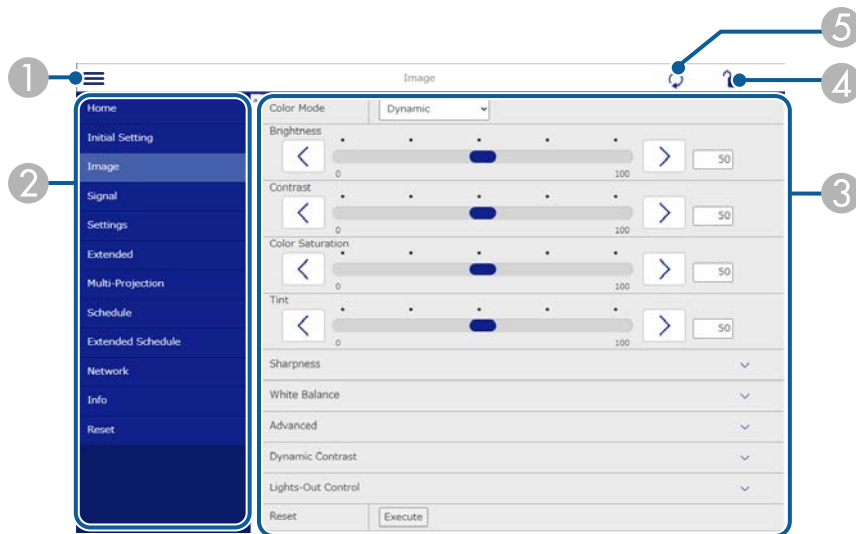 5
1
Image
4
Home
Color Mode
Dynamic
Initial Setting
Brightness
0
100
50
Image
2
Signal
Contrast
0
100
50
3
Settings
Extended
Color Saturation
0
100
50
Multi-Projection
Schedule
Tint
0
100
50
Extended Schedule
Network
Sharpness
Info
White Balance
Reset
Advanced
Dynamic Contrast
Lights-Out Control
Reset
Execute